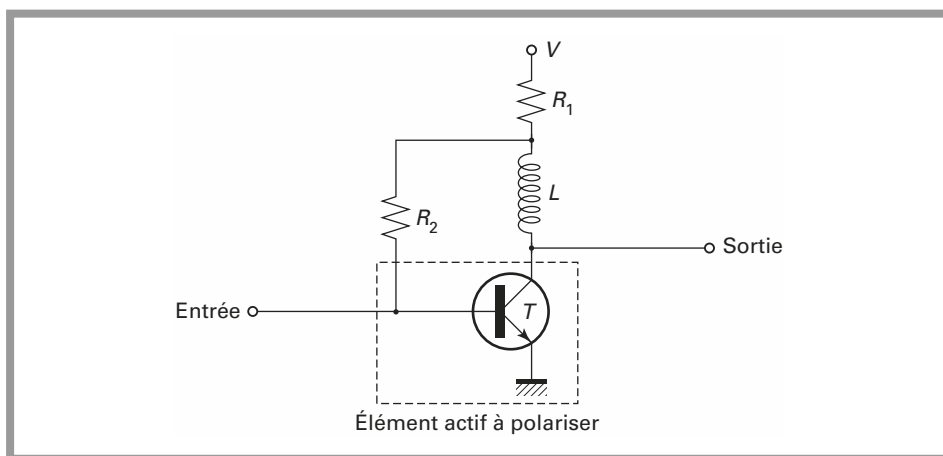 V
R1
L
R2
Sortie
Entrée
T
Élément actif à polariser